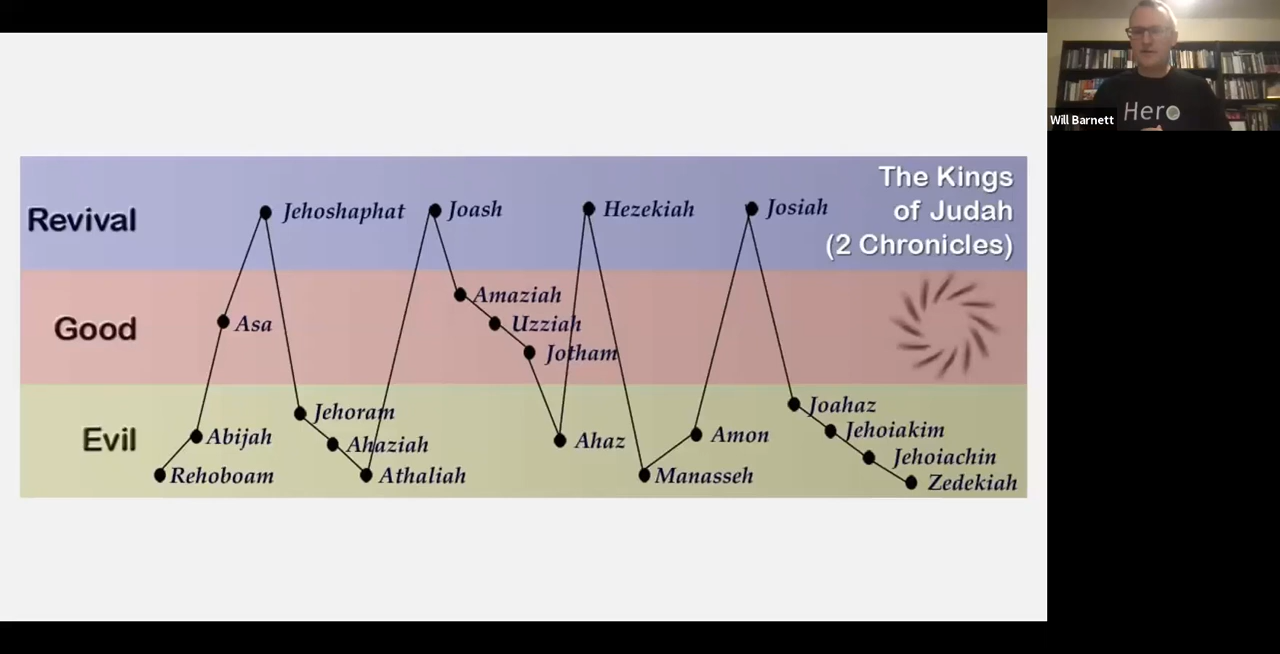 The Kings
of Judah
(2 Chronicles)
Revival
Jehoshaphat
Joash
Hezekiah
Josiah
Good
Asa
Amaziah
Uzziah
Jotham
Evil
Rehoboam
Abijah
Jehoram
Ahaziah
Athaliah
Ahaz
Manasseh
Amon
Joahaz
Jehoiakim
Jehoiachin
Zedekiah
Hero
Will Barnett